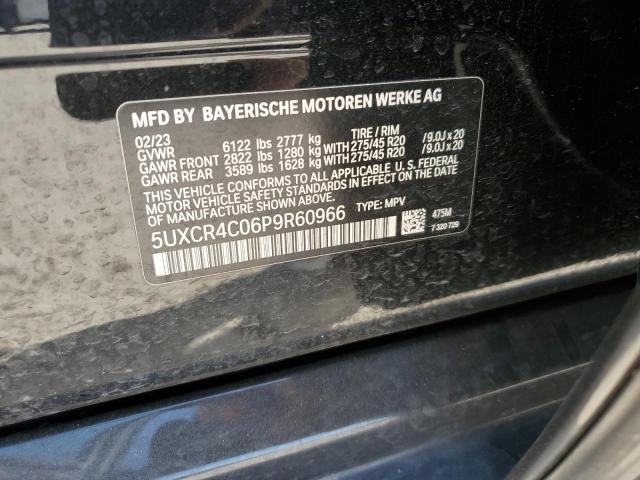 MFD BY BAYERISCHE MOTOREN WERKE AG
02/23 TIRE / RIM
GVWR 6122 lbs 2777 kg
GAWR FRONT 2822 lbs 1280 kg WITH 275/45 R20 / 9.0J x 20
GAWR REAR 3589 lbs 1628 kg WITH 275/45 R20 / 9.0J x 20
THIS VEHICLE CONFORMS TO ALL APPLICABLE U.S. FEDERAL
MOTOR VEHICLE SAFETY STANDARDS IN EFFECT ON THE DATE
OF MANUFACTURE SHOWN ABOVE.
5UXCR4C06P9R60966 TYPE: MPV
475M
7 320 729